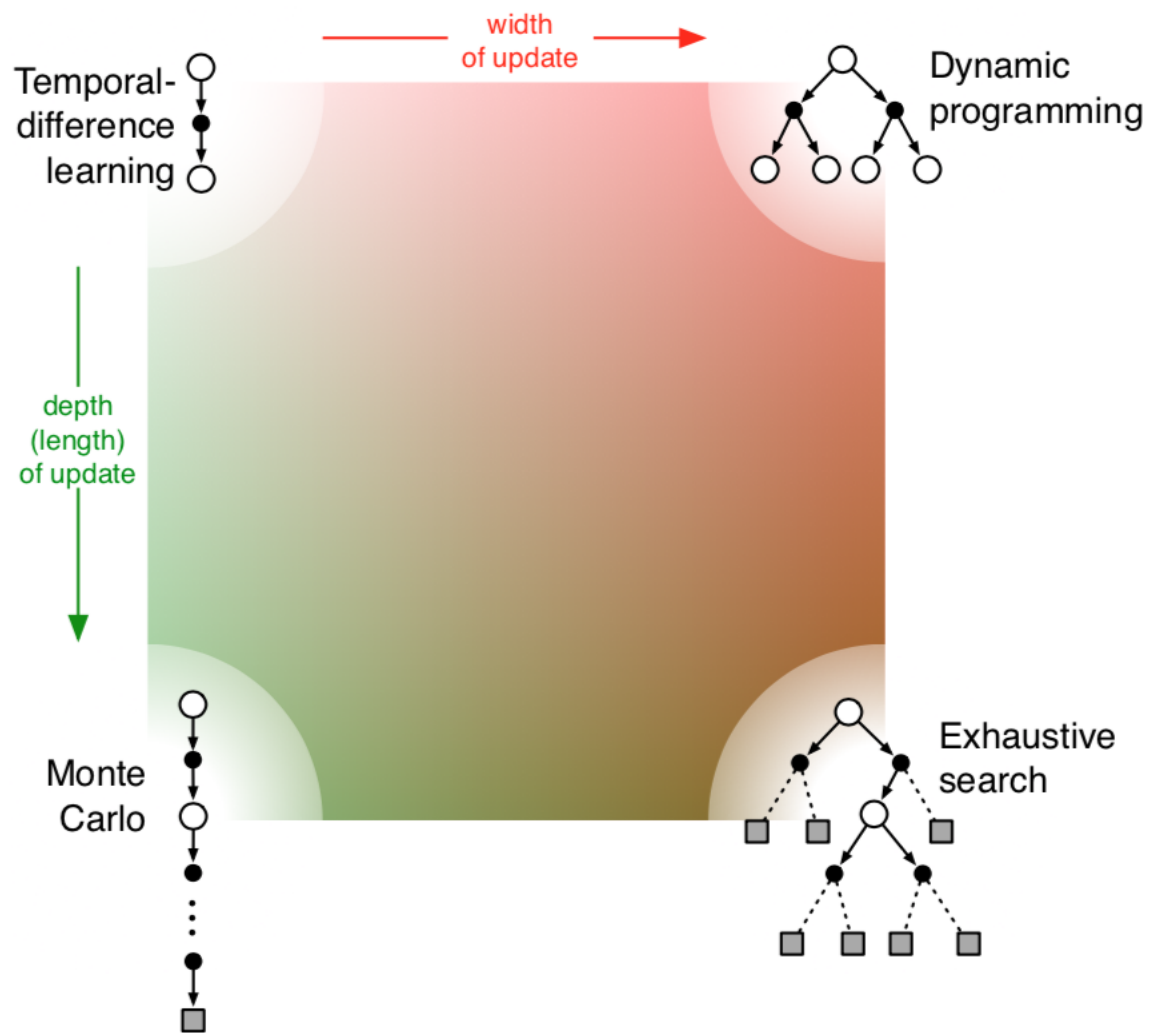 width
of update
Temporal-
difference
learning
Dynamic
programming
depth
(length)
of update
Monte
Carlo
Exhaustive
search